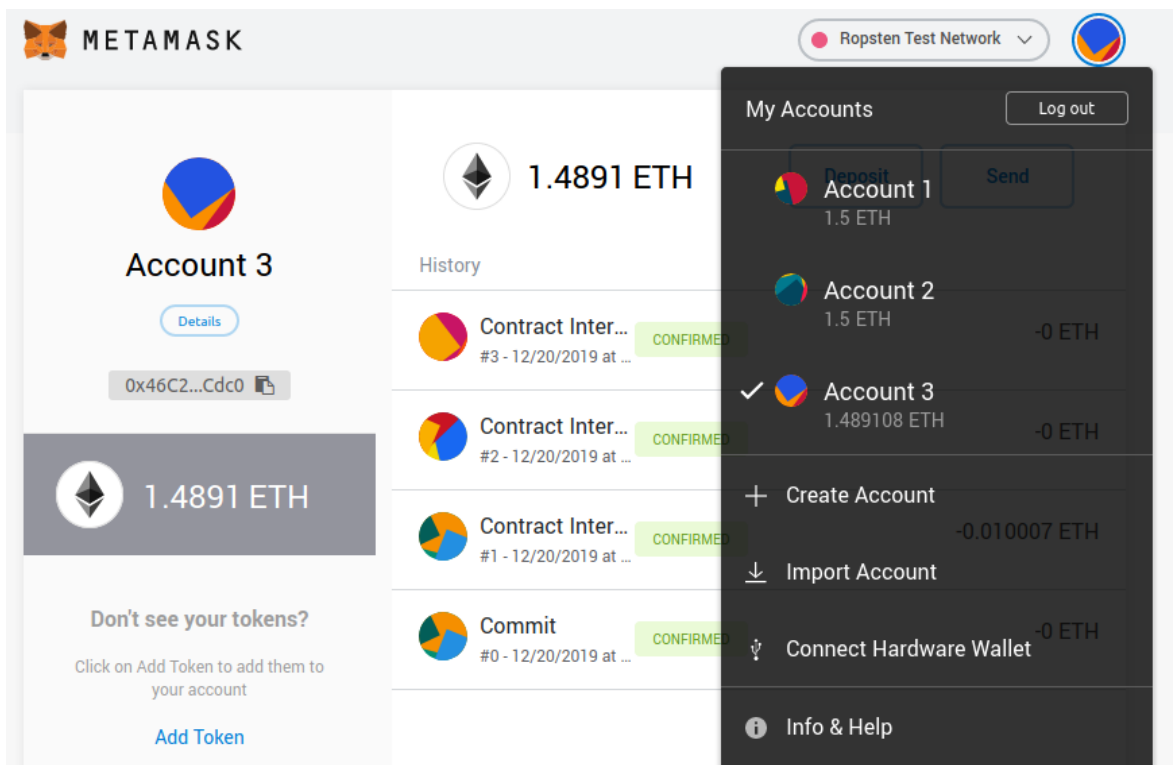 METAMASK
Ropsten Test Network
My Accounts
Log out
Account 3
Details
0x46C2...Cdc0
1.4891 ETH
Don't see your tokens?
Click on Add Token to add them to
your account
Add Token
1.4891 ETH
Deposit
Send
History
Contract Inter...
#3 - 12/20/2019 at ...
CONFIRMED
-0 ETH
Contract Inter...
#2 - 12/20/2019 at ...
CONFIRMED
-0 ETH
Contract Inter...
#1 - 12/20/2019 at ...
CONFIRMED
-0.010007 ETH
Commit
#0 - 12/20/2019 at ...
CONFIRMED
-0 ETH
Account 1
1.5 ETH
Account 2
1.5 ETH
Account 3
1.489108 ETH
Create Account
Import Account
Connect Hardware Wallet
Info & Help